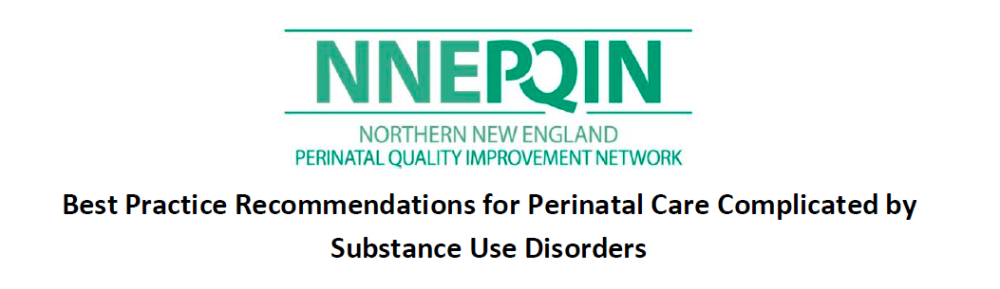 NNEPQIN
NORTHERN NEW ENGLAND
PERINATAL QUALITY IMPROVEMENT NETWORK
Best Practice Recommendations for Perinatal Care Complicated by
Substance Use Disorders